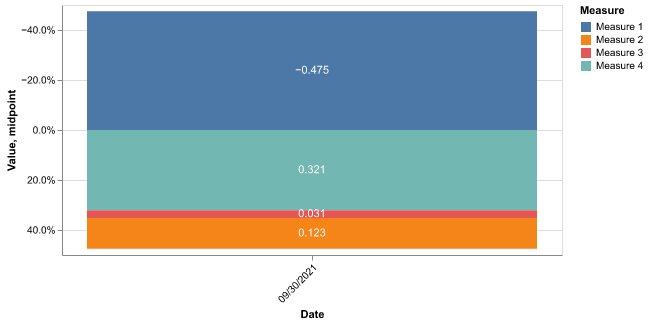 Value, midpoint
−40.0%
−20.0%
0.0%
20.0%
40.0%
−0.475
0.321
0.031
0.123
09/30/2021
Date
Measure
Measure 1
Measure 2
Measure 3
Measure 4